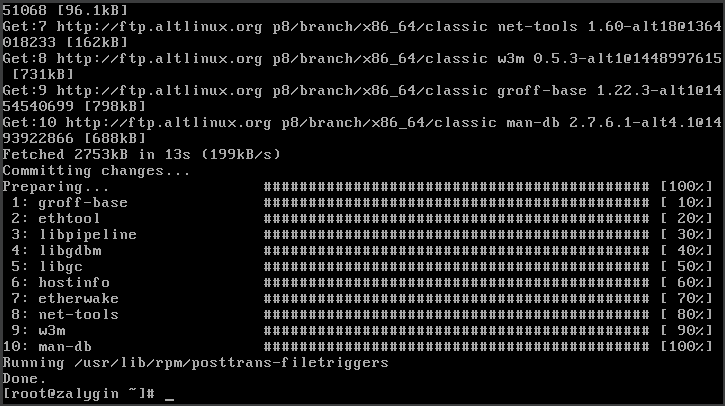 51068 [96.1kB]
Get:7 http://ftp.altlinux.org p8/branch/x86_64/classic net-tools 1.60-alt18@1364
018233 [162kB]
Get:8 http://ftp.altlinux.org p8/branch/x86_64/classic w3m 0.5.3-alt1@1448997615
[731kB]
Get:9 http://ftp.altlinux.org p8/branch/x86_64/classic groff-base 1.22.3-alt1@14
54540699 [798kB]
Get:10 http://ftp.altlinux.org p8/branch/x86_64/classic man-db 2.7.6.1-alt4.1@14
93922866 [688kB]
Fetched 2753kB in 13s (199kB/s)
Committing changes...
Preparing... ########################################### [100%]
1: groff-base ########################################### [ 10%]
2: ethtool ########################################### [ 20%]
3: libpipeline ########################################### [ 30%]
4: libgdbm ########################################### [ 40%]
5: libgc ########################################### [ 50%]
6: hostinfo ########################################### [ 60%]
7: etherwake ########################################### [ 70%]
8: net-tools ########################################### [ 80%]
9: w3m ########################################### [ 90%]
10: man-db ########################################### [100%]
Running /usr/lib/rpm/posttrans-filetriggers
Done.
[root@zalygin ~]# _